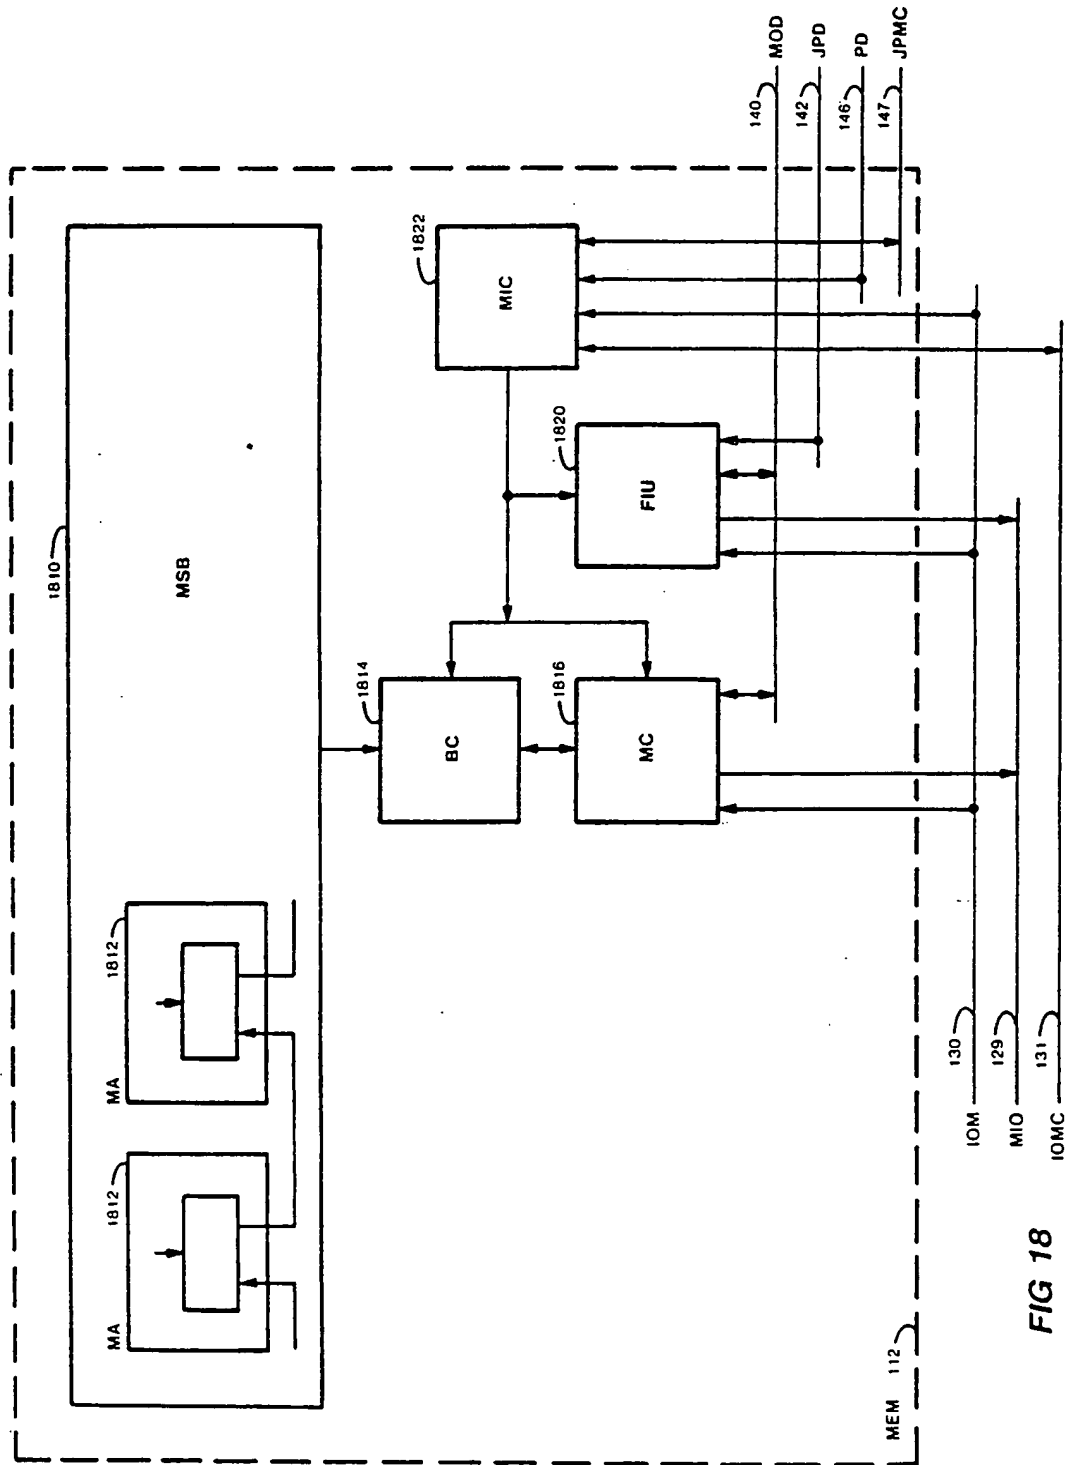 1810
MSB
MA
1812
MA
1812
1814
BC
1816
MC
1820
FIU
1822
MIC
140
MOD
142
JPD
146
PD
147
JPMC
IOM
130
MIO
129
IOMC
131
MEM 112
FIG 18